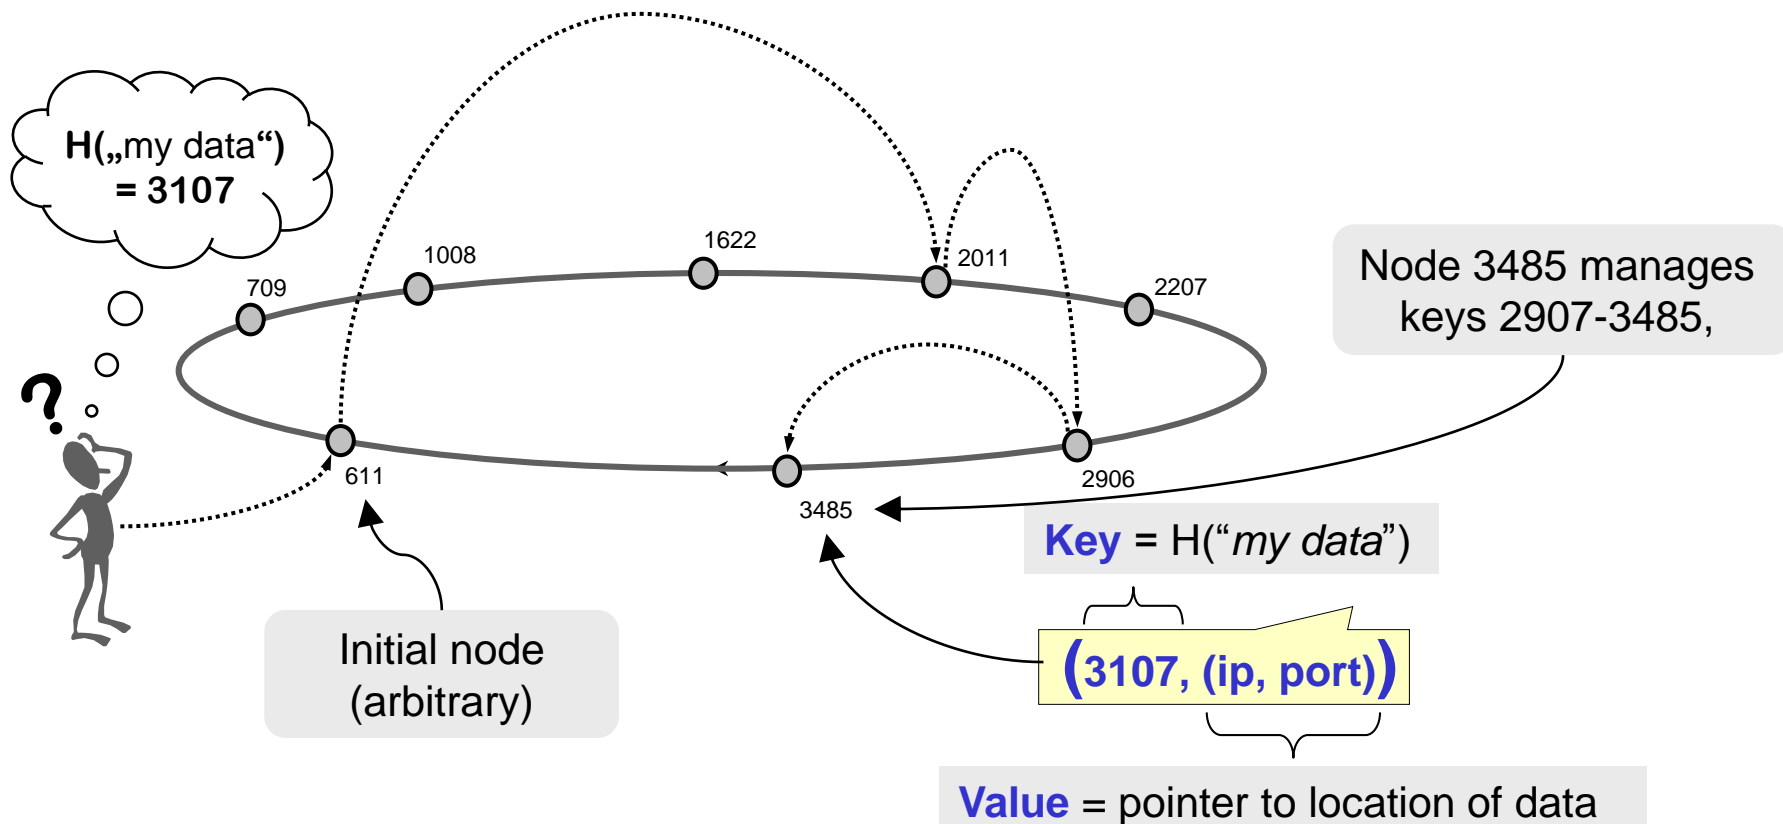 H(„my data“)
= 3107
?
709
1008
1622
2011
2207
Node 3485 manages
keys 2907-3485,
611
3485
2906
Key = H(“my data”)
Initial node
(arbitrary)
(3107, (ip, port))
Value = pointer to location of data